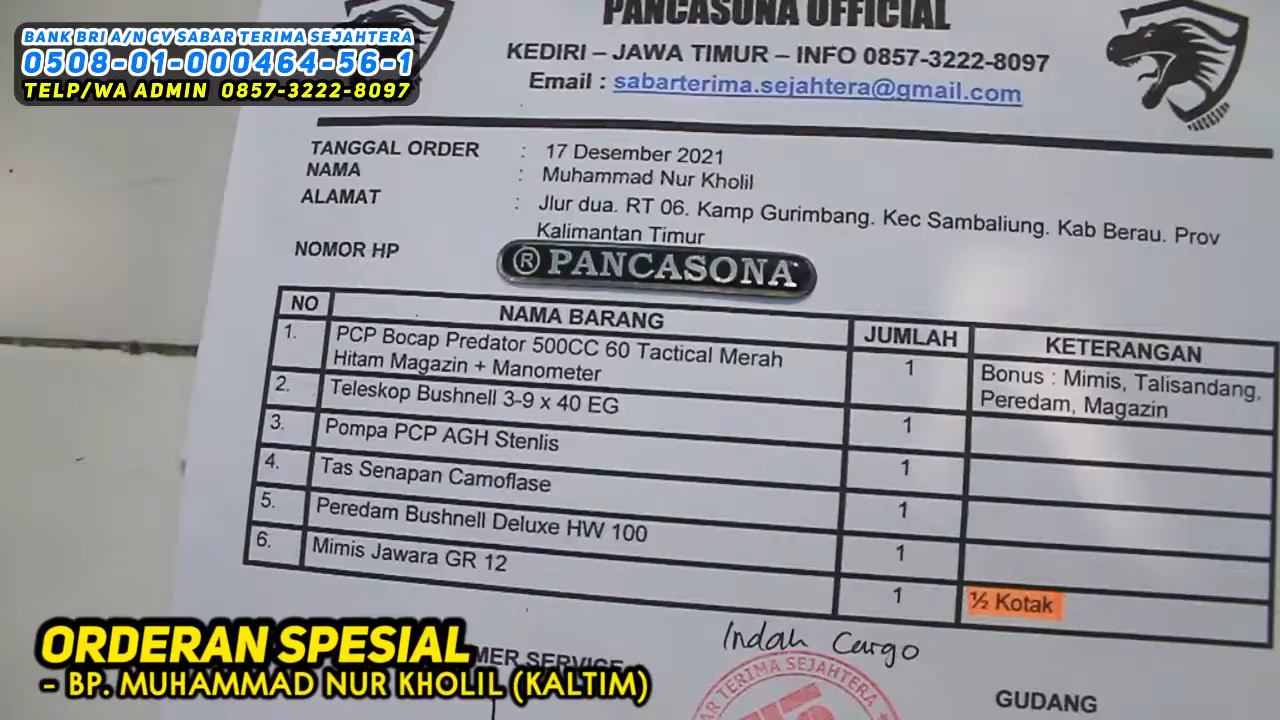 BANK BRI A/N CV SABAR TERIMA SEJAHTERA
0508-01-000464-56-1
TELP/WA ADMIN 0857-3222-8097
PANCASONA OFFICIAL
KEDIRI – JAWA TIMUR – INFO 0857-3222-8097
Email : sabarterima.sejahtera@gmail.com
PANCASONA
TANGGAL ORDER : 17 Desember 2021
NAMA : Muhammad Nur Kholil
ALAMAT : Jlur dua. RT 06. Kamp Gurimbang. Kec Sambaliung. Kab Berau. Prov
Kalimantan Timur
NOMOR HP
® PANCASONA
NO NAMA BARANG JUMLAH KETERANGAN
1. PCP Bocap Predator 500CC 60 Tactical Merah
Hitam Magazin + Manometer 1 Bonus : Mimis, Talisandang,
Peredam, Magazin
2. Teleskop Bushnell 3-9 x 40 EG 1
3. Pompa PCP AGH Stenlis 1
4. Tas Senapan Camoflase 1
5. Peredam Bushnell Deluxe HW 100 1
6. Mimis Jawara GR 12 1 ½ Kotak
Indah Cargo
MER SERVICE
BAR TERIMA SEJAHTERA
GUDANG
ORDERAN SPESIAL
- BP. MUHAMMAD NUR KHOLIL (KALTIM)